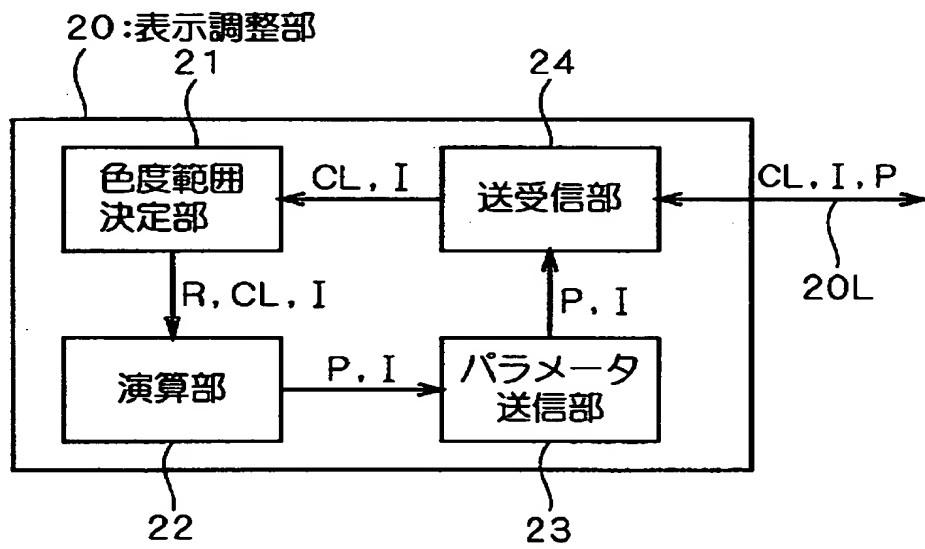 20:表示調整部
21
24
色度範囲
決定部
CL, I
送受信部
CL, I, P
20L
R, CL, I
P, I
演算部
P, I
パラメータ
送信部
22
23